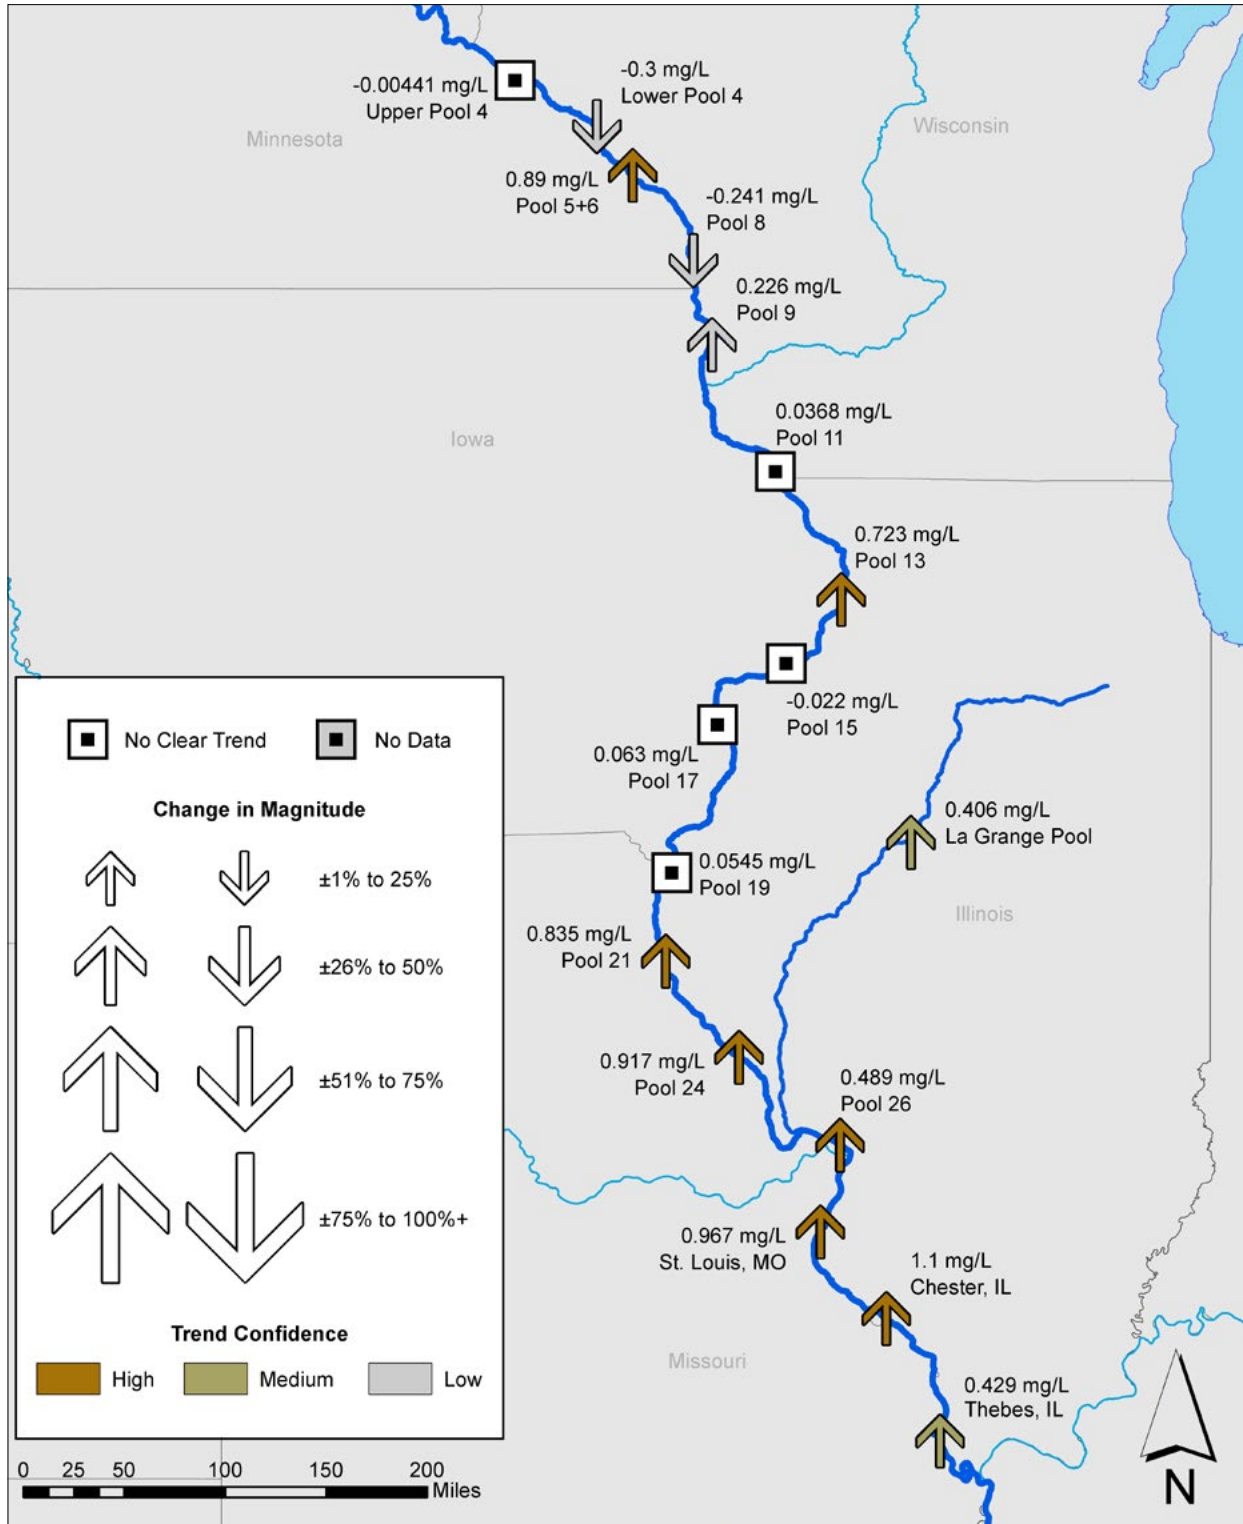 -0.00441 mg/L
Upper Pool 4
-0.3 mg/L
Lower Pool 4
Minnesota
Wisconsin
0.89 mg/L
Pool 5+6
-0.241 mg/L
Pool 8
0.226 mg/L
Pool 9
Iowa
0.0368 mg/L
Pool 11
0.723 mg/L
Pool 13
-0.022 mg/L
Pool 15
0.063 mg/L
Pool 17
0.406 mg/L
La Grange Pool
0.0545 mg/L
Pool 19
Illinois
0.835 mg/L
Pool 21
0.917 mg/L
Pool 24
0.489 mg/L
Pool 26
0.967 mg/L
St. Louis, MO
1.1 mg/L
Chester, IL
Missouri
0.429 mg/L
Thebes, IL
No Clear Trend
No Data
Change in Magnitude
±1% to 25%
±26% to 50%
±51% to 75%
±75% to 100%+
Trend Confidence
High
Medium
Low
0 25 50 100 150 200
Miles
N